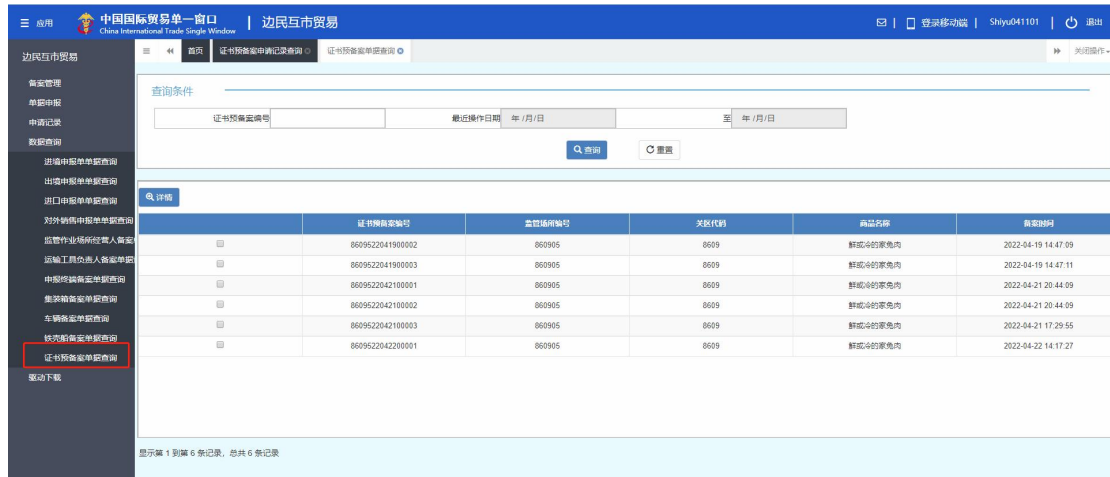 ☰ 应用 中国国际贸易单一窗口 | 边民互市贸易 登录移动端 | Shiyu041101 | 退出
China International Trade Single Window
边民互市贸易
首页 证书预备案申请记录查询 证书预备案单据查询 关闭操作
备案管理
单据申报
申请记录
数据查询
进境申报单单据查询
出境申报单单据查询
进口申报单单据查询
对外销售申报单单据查询
监管作业场所经营人备案
运输工具负责人备案单据
申报终端备案单据查询
集装箱备案单据查询
车辆备案单据查询
铁壳船备案单据查询
证书预备案单据查询
驱动下载
查询条件
证书预备案编号 最近操作日期 年 /月/日 至 年 /月/日
查询 重置
详情
证书预备案编号 监管场所编号 关区代码 商品名称 备案时间
8609522041900002 860905 8609 鲜或冷的家兔肉 2022-04-19 14:47:09
8609522041900003 860905 8609 鲜或冷的家兔肉 2022-04-19 14:47:11
8609522042100001 860905 8609 鲜或冷的家兔肉 2022-04-21 20:44:09
8609522042100002 860905 8609 鲜或冷的家兔肉 2022-04-21 20:44:09
8609522042100003 860905 8609 鲜或冷的家兔肉 2022-04-21 17:29:55
8609522042200001 860905 8609 鲜或冷的家兔肉 2022-04-22 14:17:27
显示第 1 到第 6 条记录，总共 6 条记录